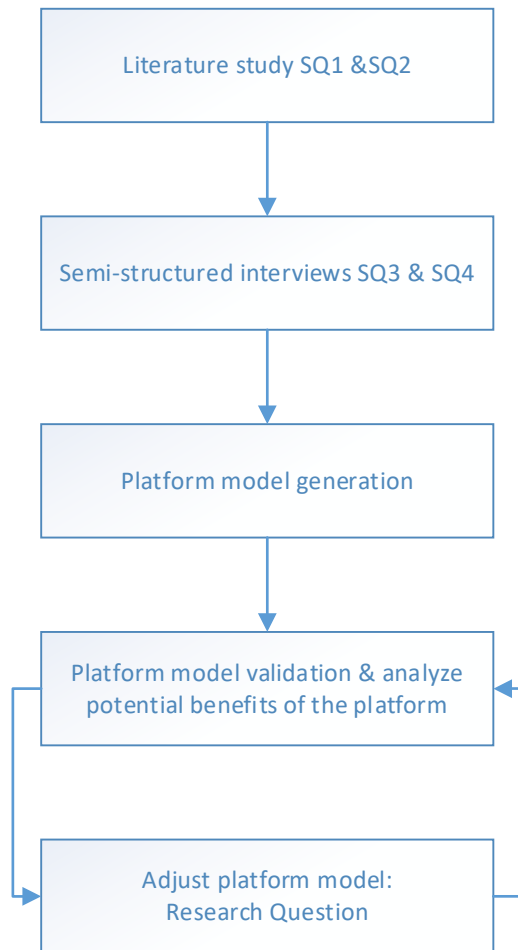 Literature study SQ1 &SQ2
Semi-structured interviews SQ3 & SQ4
Platform model generation
Platform model validation & analyze
potential benefits of the platform
Adjust platform model:
Research Question